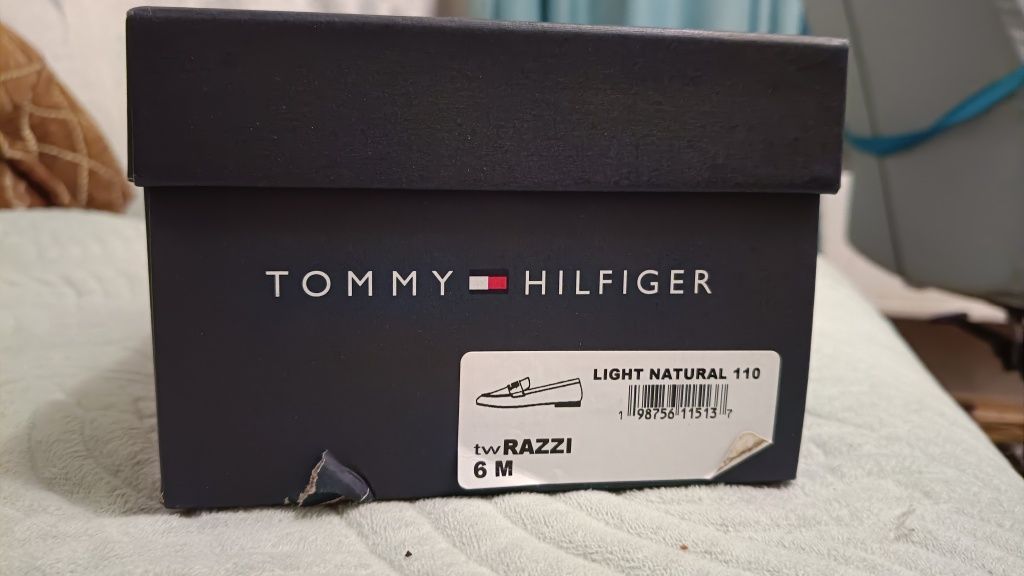 TOMMY HILFIGER
LIGHT NATURAL 110
1 98756 11513 7
twRAZZI
6 M